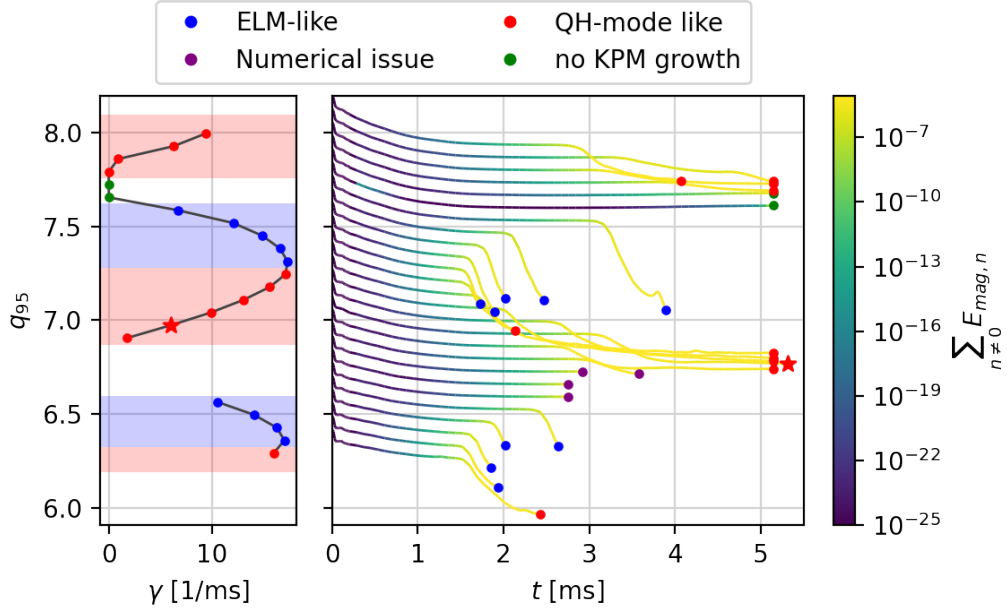 ELM-like
QH-mode like
Numerical issue
no KPM growth
8.0
7.5
7.0
6.5
6.0
q95
0
10
γ [1/ms]
0
1
2
3
4
5
t [ms]
10−7
10−10
10−13
10−16
10−19
10−22
10−25
∑n≠0 Emag, n